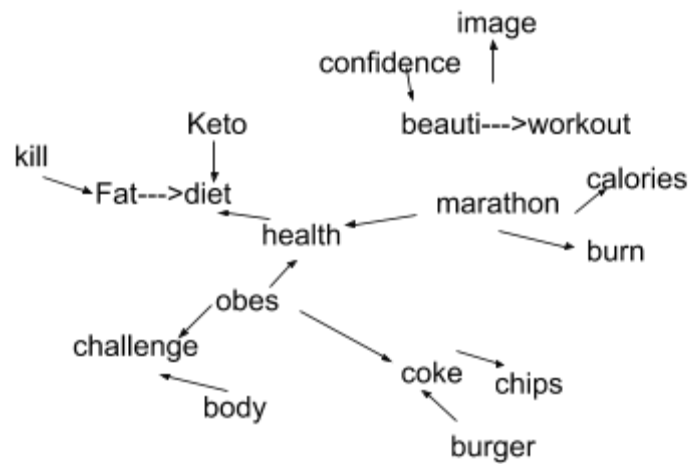 image
confidence
beauti--->workout
Keto
kill
Fat--->diet
calories
marathon
health
burn
obes
challenge
coke
chips
body
burger